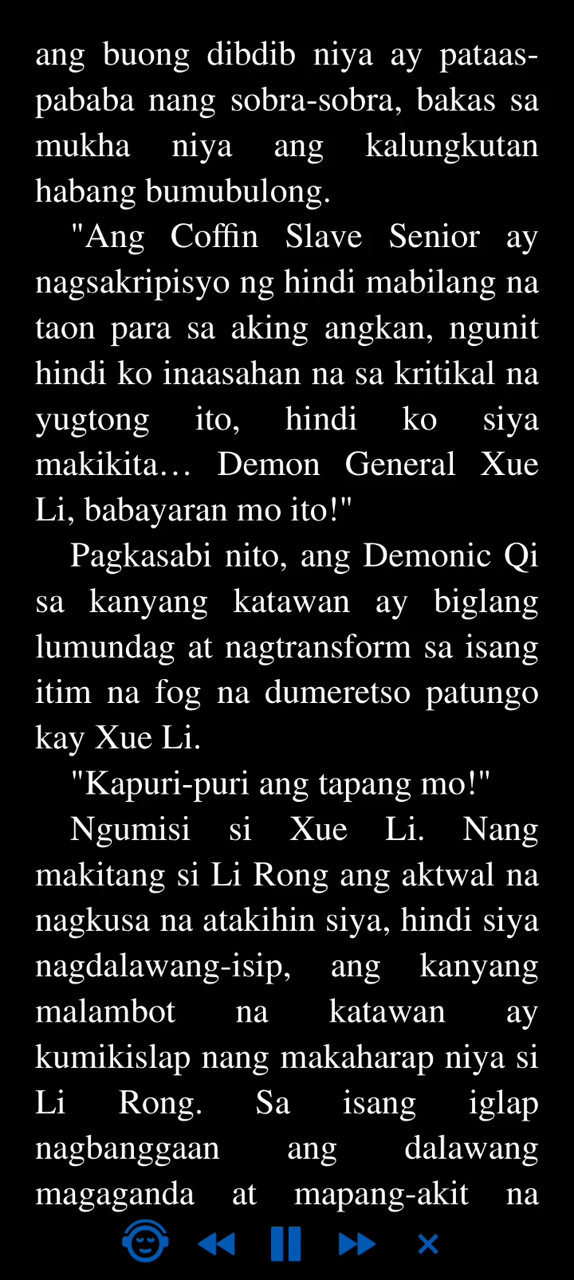 ang buong dibdib niya ay pataas-
pababa nang sobra-sobra, bakas sa
mukha niya ang kalungkutan
habang bumubulong.
"Ang Coffin Slave Senior ay
nagsakripisyo ng hindi mabilang na
taon para sa aking angkan, ngunit
hindi ko inaasahan na sa kritikal na
yugtong ito, hindi ko siya
makikita… Demon General Xue
Li, babayaran mo ito!"
Pagkasabi nito, ang Demonic Qi
sa kanyang katawan ay biglang
lumundag at nagtransform sa isang
itim na fog na dumeretso patungo
kay Xue Li.
"Kapuri-puri ang tapang mo!"
Ngumisi si Xue Li. Nang
makitang si Li Rong ang aktwal na
nagkusa na atakihin siya, hindi siya
nagdalawang-isip, ang kanyang
malambot na katawan ay
kumikislap nang makaharap niya si
Li Rong. Sa isang iglap
nagbanggaan ang dalawang
magaganda at mapang-akit na